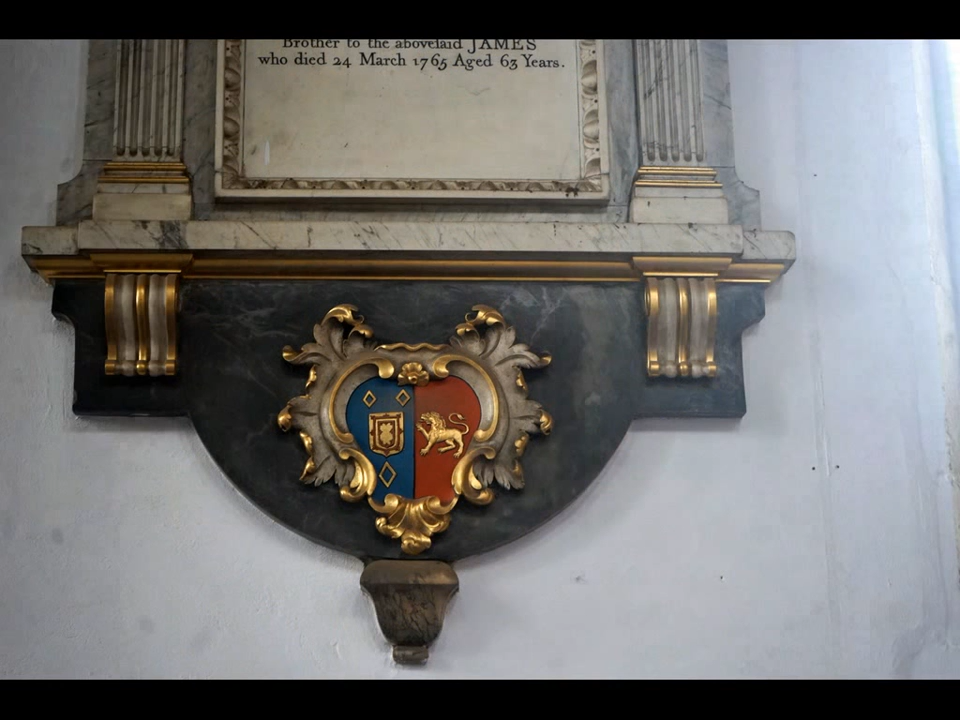 Brother to the aboveſaid JAMES
who died 24 March 1765 Aged 63 Years.